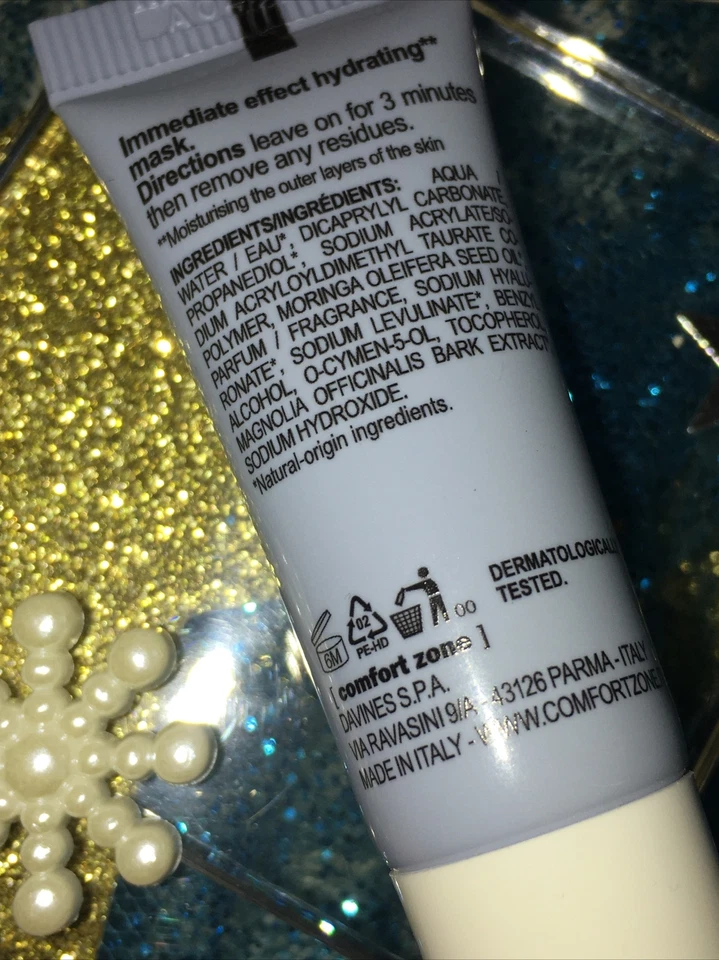 Immediate effect hydrating**
mask.
Directions leave on for 3 minutes
then remove any residues.
**Moisturising the outer layers of the skin
INGREDIENTS/INGRÉDIENTS: AQUA /
WATER / EAU*, DICAPRYLYL CARBONATE,
PROPANEDIOL*, SODIUM ACRYLATE/SO-
DIUM ACRYLOYLDIMETHYL TAURATE CO-
POLYMER, MORINGA OLEIFERA SEED OIL*,
PARFUM / FRAGRANCE, SODIUM HYALU-
RONATE*, SODIUM LEVULINATE*, BENZYL
ALCOHOL, O-CYMEN-5-OL, TOCOPHEROL,
MAGNOLIA OFFICINALIS BARK EXTRACT*,
SODIUM HYDROXIDE.
*Natural-origin ingredients.
DERMATOLOGICALLY
TESTED.
6M
02
PE-HD
00
[ comfort zone ]
DAVINES S.P.A.
VIA RAVASINI 9/A - 43126 PARMA - ITALY
MADE IN ITALY - WWW.COMFORTZONE